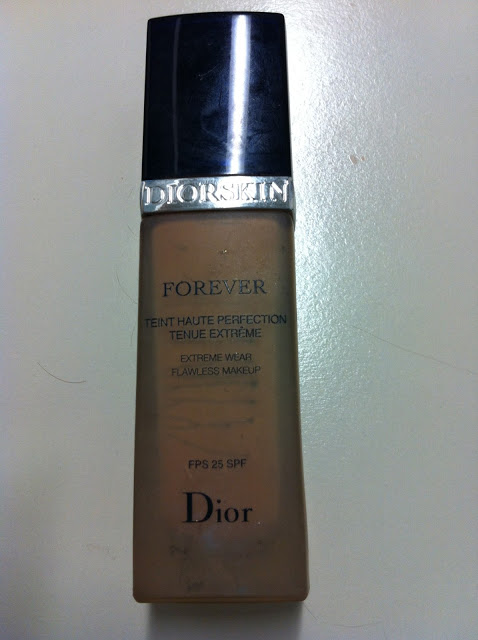 DIORSKIN
FOREVER
TEINT HAUTE PERFECTION
TENUE EXTRÊME
EXTREME WEAR
FLAWLESS MAKEUP
FPS 25 SPF
Dior